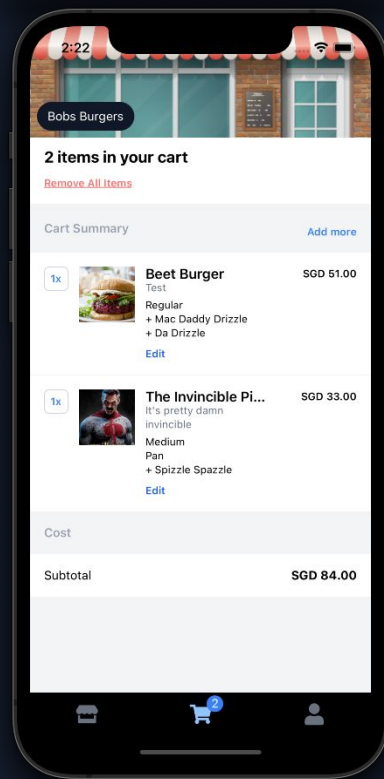 2:22
Bobs Burgers
2 items in your cart
Remove All Items
Cart Summary
Add more
1x
Beet Burger
SGD 51.00
Test
Regular
+ Mac Daddy Drizzle
+ Da Drizzle
Edit
1x
The Invincible Pi...
SGD 33.00
It's pretty damn
invincible
Medium
Pan
+ Spizzle Spazzle
Edit
Cost
Subtotal
SGD 84.00
2